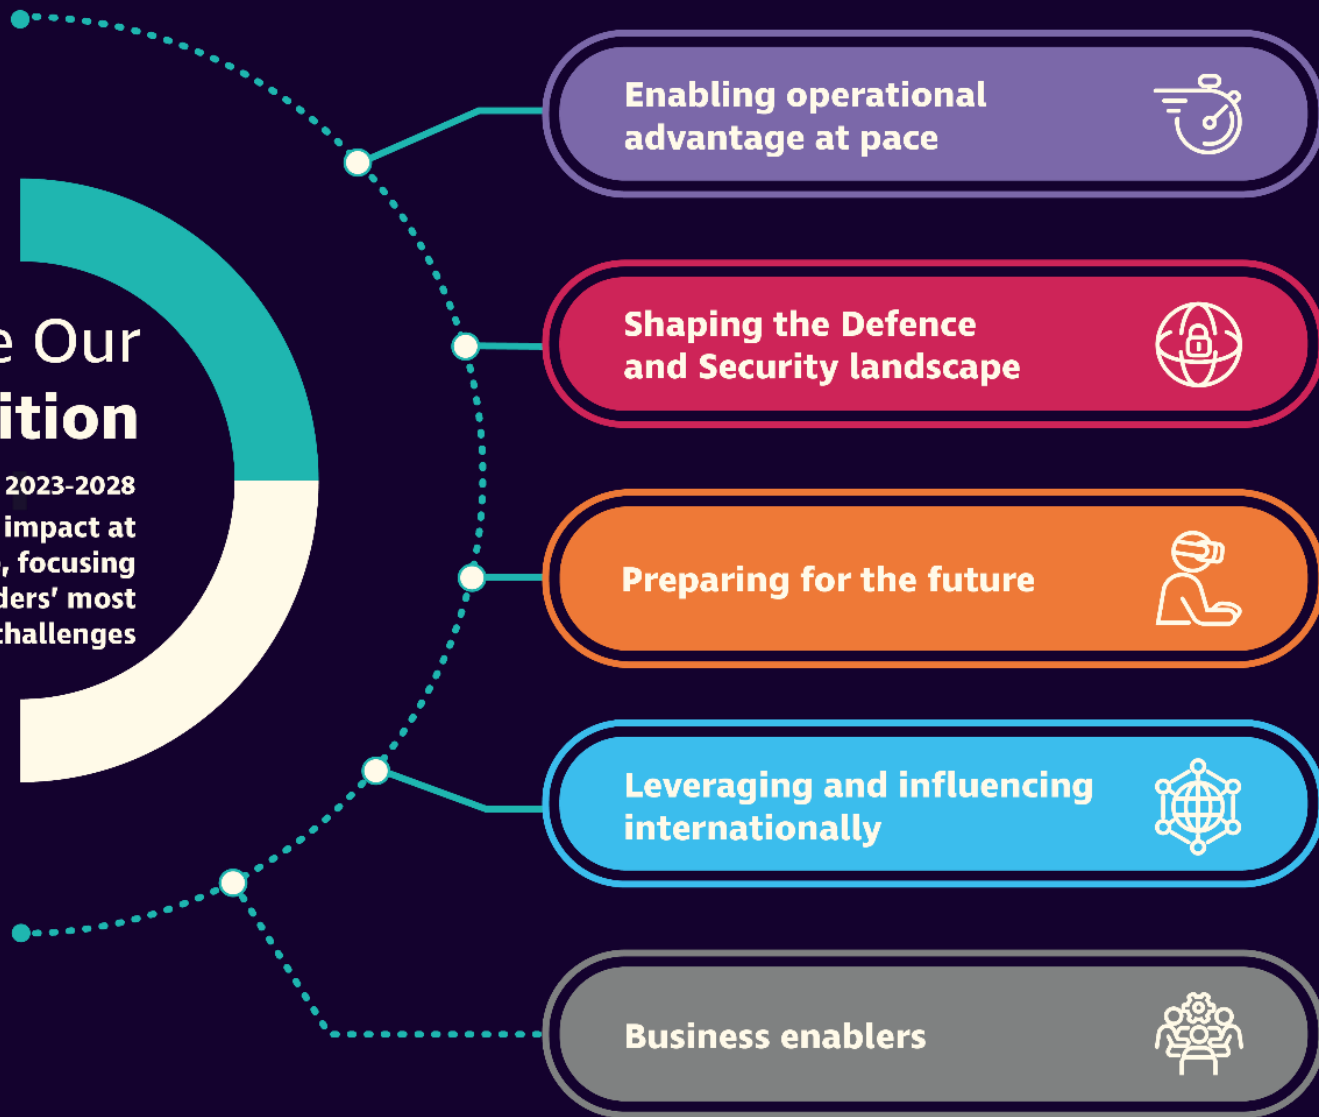 e Our
ition
2023-2028
impact at
, focusing
ders’ most
challenges
Enabling operational
advantage at pace
Shaping the Defence
and Security landscape
Preparing for the future
Leveraging and influencing
internationally
Business enablers